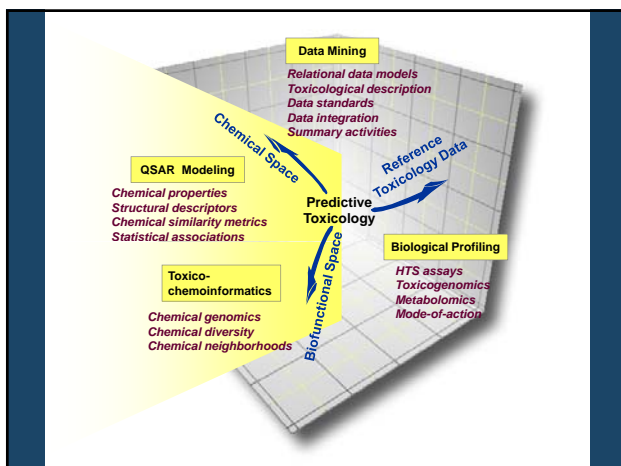 Data Mining
Relational data models
Toxicological description
Data standards
Data integration
Summary activities
Chemical Space
Reference
Toxicology Data
QSAR Modeling
Chemical properties
Structural descriptors
Chemical similarity metrics
Statistical associations
Predictive
Toxicology
Biological Profiling
HTS assays
Toxicogenomics
Metabolomics
Mode-of-action
Toxico-
chemoinformatics
Chemical genomics
Chemical diversity
Chemical neighborhoods
Biofunctional Space